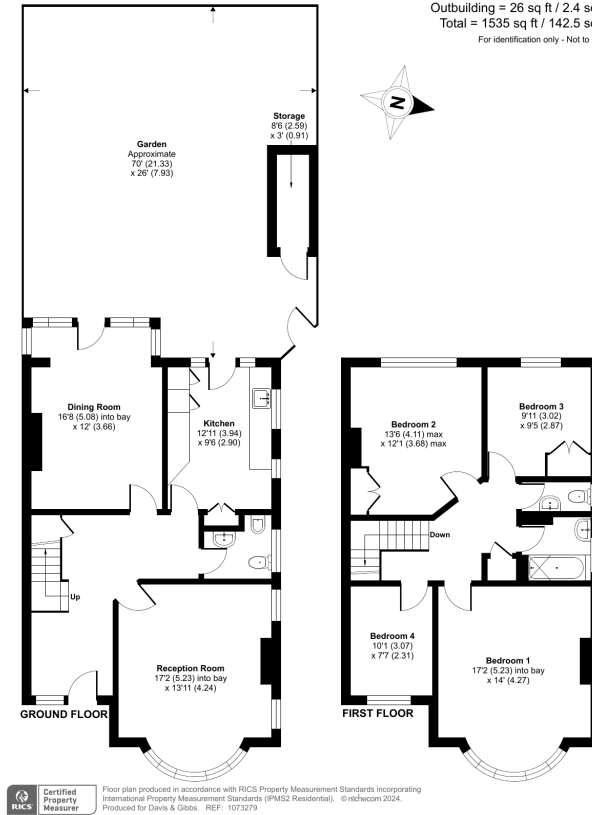 Outbuilding = 26 sq ft / 2.4 s
Total = 1535 sq ft / 142.5 s
For identification only - Not to
N
Storage
8'6 (2.59)
x 3' (0.91)
Garden
Approximate
70' (21.33)
x 26' (7.93)
Dining Room
16'8 (5.08) into bay
x 12' (3.66)
Kitchen
12'11 (3.94)
x 9'6 (2.90)
Bedroom 2
13'6 (4.11) max
x 12'1 (3.68) max
Bedroom 3
9'11 (3.02)
x 9'5 (2.87)
Down
Up
Bedroom 4
10'1 (3.07)
x 7'7 (2.31)
Bedroom 1
17'2 (5.23) into bay
x 14' (4.27)
Reception Room
17'2 (5.23) into bay
x 13'11 (4.24)
GROUND FLOOR
FIRST FLOOR
RICS
Certified
Property
Measurer
Floor plan produced in accordance with RICS Property Measurement Standards incorporating
International Property Measurement Standards (IPMS2 Residential). © nichecom 2024.
Produced for Davis & Gibbs. REF: 1073279